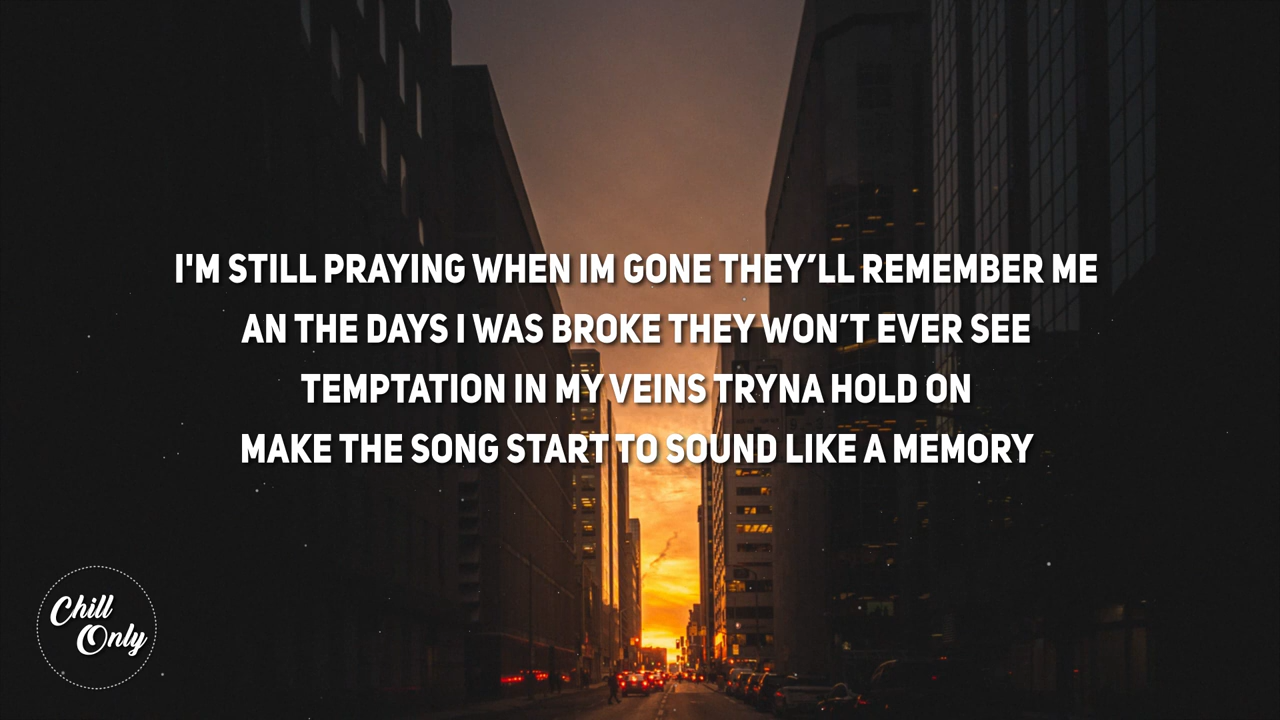 I'M STILL PRAYING WHEN IM GONE THEY’LL REMEMBER ME
AN THE DAYS I WAS BROKE THEY WON’T EVER SEE
TEMPTATION IN MY VEINS TRYNA HOLD ON
MAKE THE SONG START TO SOUND LIKE A MEMORY
Chill
Only